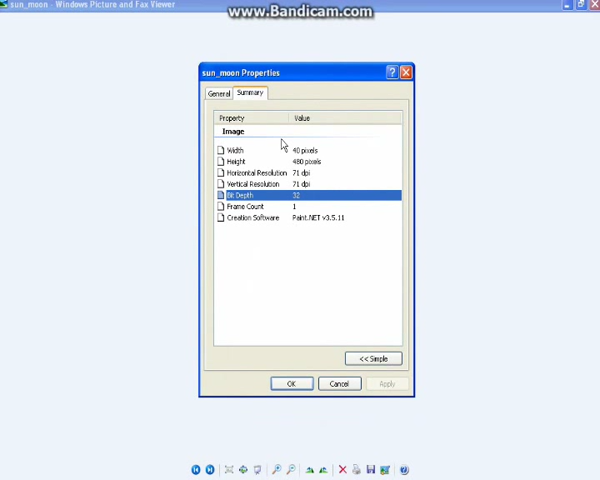 sun_moon - Windows Picture and Fax Viewer
www.Bandicam.com
sun_moon Properties
General Summary
Property Value
Image
Width 40 pixels
Height 480 pixels
Horizontal Resolution 71 dpi
Vertical Resolution 71 dpi
Bit Depth 32
Frame Count 1
Creation Software Paint.NET v3.5.11
<< Simple
OK Cancel Apply